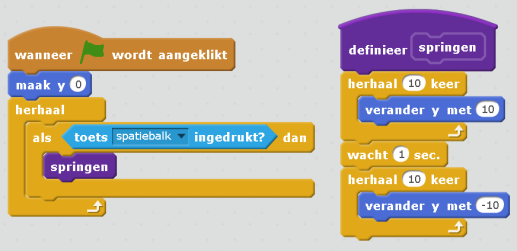 wanneer wordt aangeklikt
maak y 0
herhaal
als toets spatiebalk ingedrukt? dan
springen
definieer springen
herhaal 10 keer
verander y met 10
wacht 1 sec.
herhaal 10 keer
verander y met -10